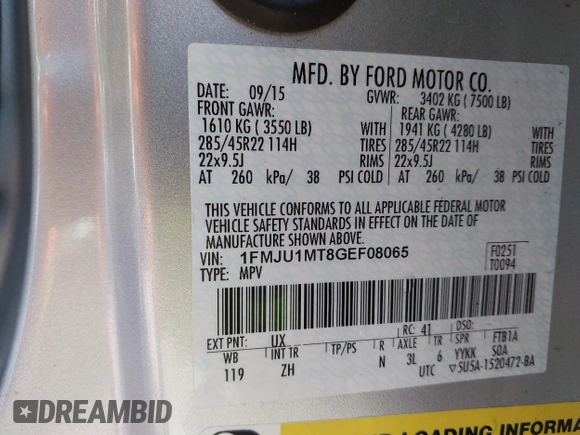 MFD. BY FORD MOTOR CO.
DATE: 09/15 GVWR: 3402 KG ( 7500 LB)
FRONT GAWR: REAR GAWR:
1610 KG ( 3550 LB) WITH 1941 KG ( 4280 LB) WITH
285/45R22 114H TIRES 285/45R22 114H TIRES
22x9.5J RIMS 22x9.5J RIMS
AT 260 kPa/ 38 PSI COLD AT 260 kPa/ 38 PSI COLD
THIS VEHICLE CONFORMS TO ALL APPLICABLE FEDERAL MOTOR
VEHICLE SAFETY STANDARDS IN EFFECT ON THE DATE OF
MANUFACTURE SHOWN ABOVE.
VIN: 1FMJU1MT8GEF08065 F0251
TYPE: MPV T0094
EXT PNT: UX RC: 41 DSO:
WB INT TR TP/PS R AXLE TR SPR FTB1A
119 ZH N 3L 6 YYKK SOA
UTC ▽5U5A-1520472-BA
LOADING INFORMA
DREAMBID